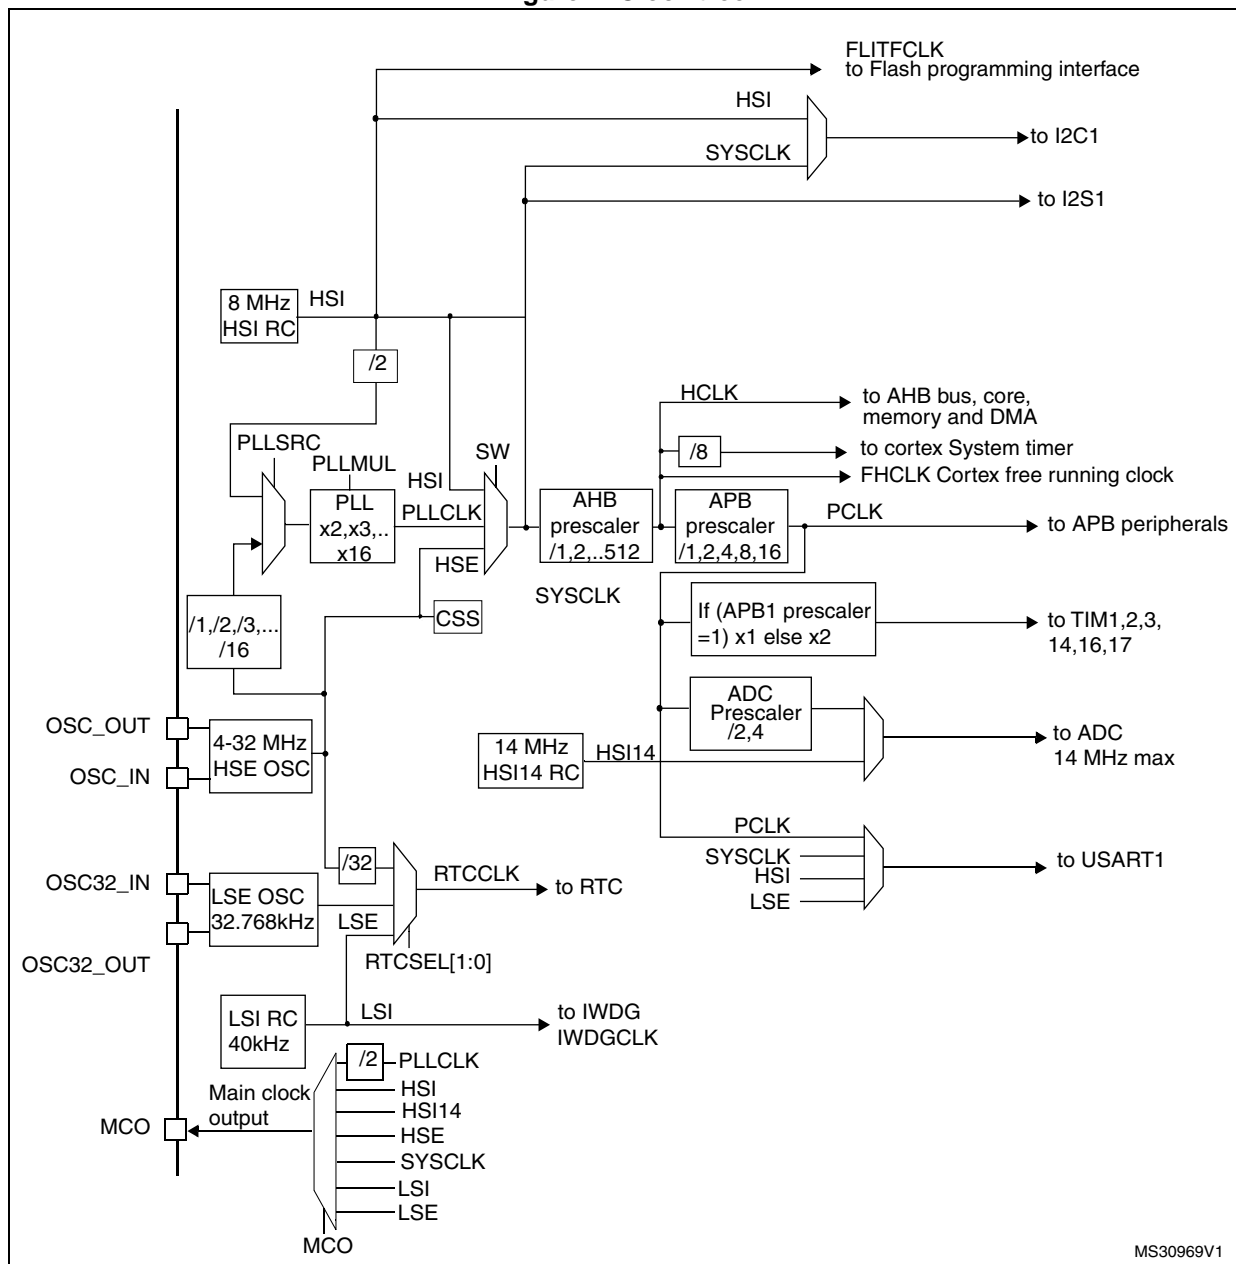 FLITFCLK
to Flash programming interface
HSI
to I2C1
SYSCLK
to I2S1
8 MHz
HSI RC
HSI
/2
HCLK
to AHB bus, core,
memory and DMA
PLLSRC
SW
/8
to cortex System timer
PLLMUL
HSI
FHCLK Cortex free running clock
PLL
x2,x3,..
x16
PLLCLK
AHB
prescaler
/1,2,..512
APB
prescaler
/1,2,4,8,16
PCLK
to APB peripherals
HSE
SYSCLK
/1,/2,/3,...
/16
CSS
If (APB1 prescaler
=1) x1 else x2
to TIM1,2,3,
14,16,17
OSC_OUT
OSC_IN
4-32 MHz
HSE OSC
14 MHz
HSI14 RC
HSI14
ADC
Prescaler
/2,4
to ADC
14 MHz max
PCLK
SYSCLK
HSI
LSE
to USART1
/32
OSC32_IN
LSE OSC
32.768kHz
LSE
RTCCLK
to RTC
OSC32_OUT
RTCSEL[1:0]
LSI RC
40kHz
LSI
to IWDG
IWDGCLK
/2
PLLCLK
HSI
HSI14
HSE
SYSCLK
LSI
LSE
Main clock
output
MCO
MCO
MS30969V1